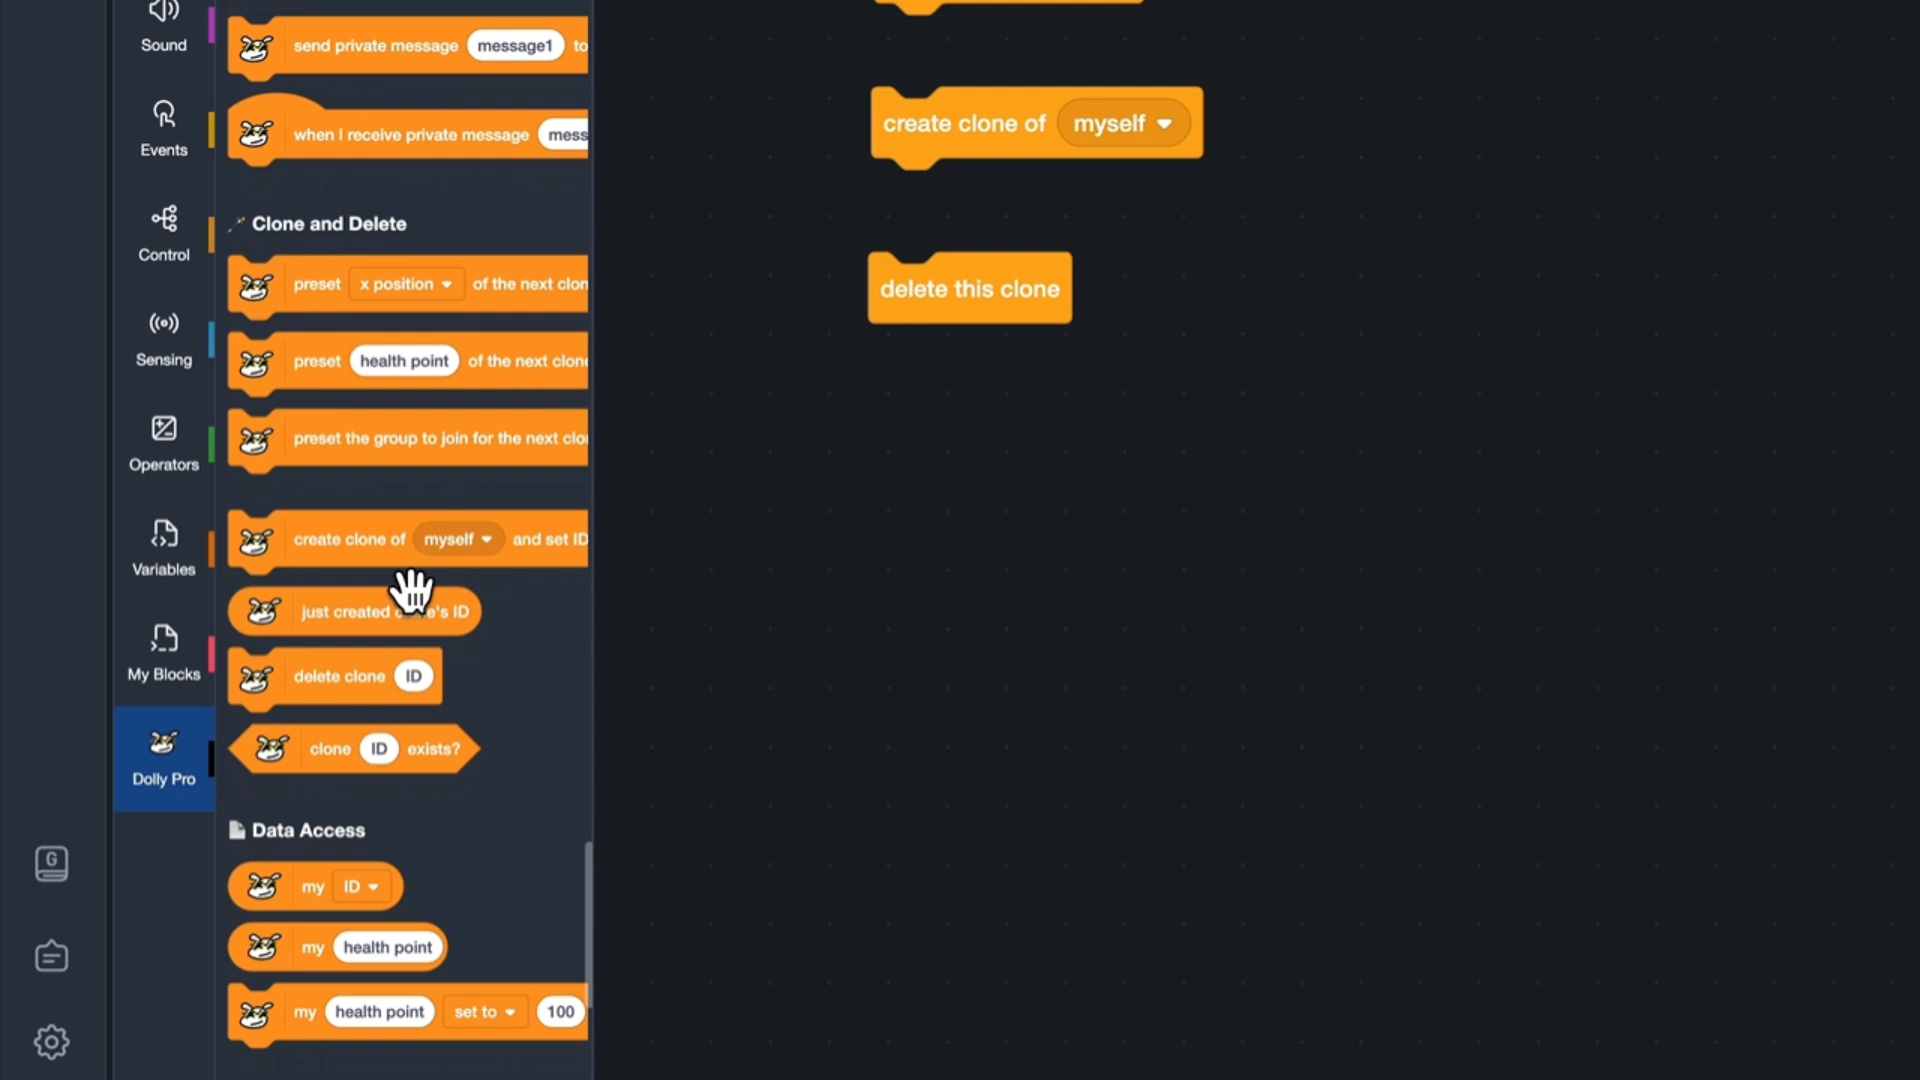 Sound
Events
Control
Sensing
Operators
Variables
My Blocks
Dolly Pro
G
send private message message1 to
when I receive private message mess
Clone and Delete
preset x position of the next clon
preset health point of the next clone
preset the group to join for the next clo
create clone of myself and set ID
just created 's ID
delete clone ID
clone ID exists?
Data Access
my ID
my health point
my health point set to 100
create clone of myself
delete this clone